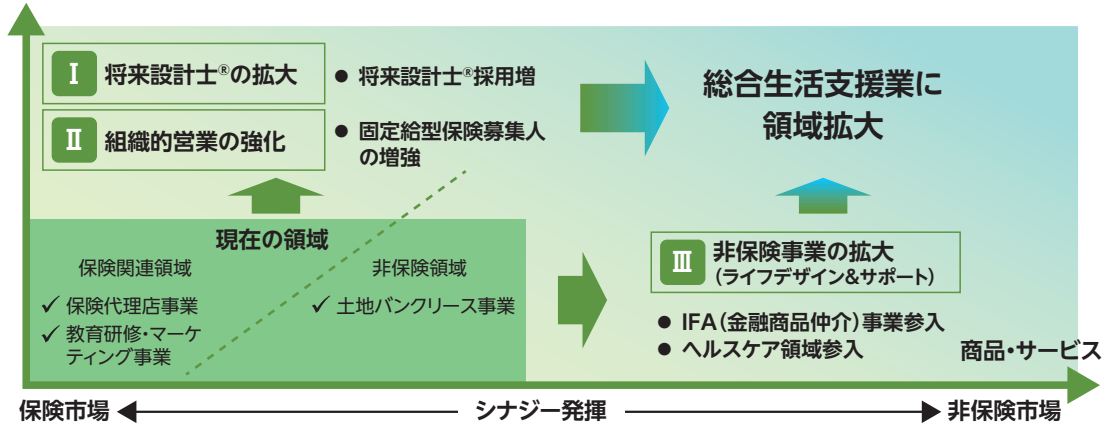 Ⅰ 将来設計士®の拡大
● 将来設計士®採用増
Ⅱ 組織的営業の強化
● 固定給型保険募集人
の増強
総合生活支援業に
領域拡大
現在の領域
保険関連領域
✓ 保険代理店事業
✓ 教育研修・マーケ
ティング事業
非保険領域
✓ 土地バンクリース事業
Ⅲ 非保険事業の拡大
（ライフデザイン&サポート）
● IFA（金融商品仲介）事業参入
● ヘルスケア領域参入
商品・サービス
保険市場
シナジー発揮
非保険市場